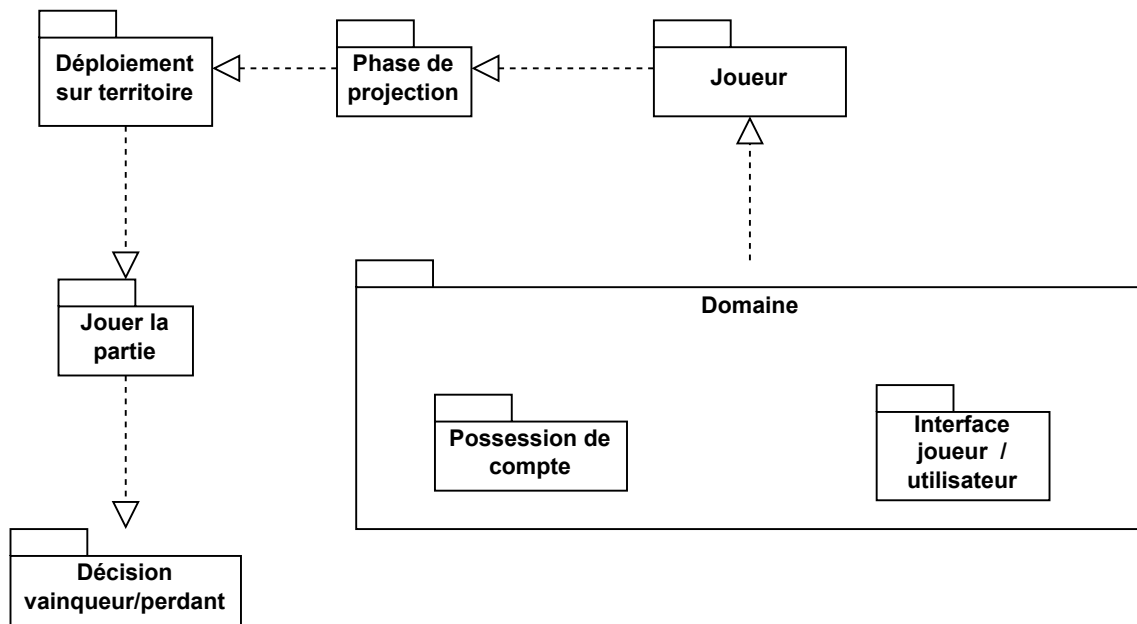 Déploiement
sur territoire
Phase de
projection
Joueur
Domaine
Jouer la
partie
Possession de
compte
Interface
joueur /
utilisateur
Décision
vainqueur/perdant